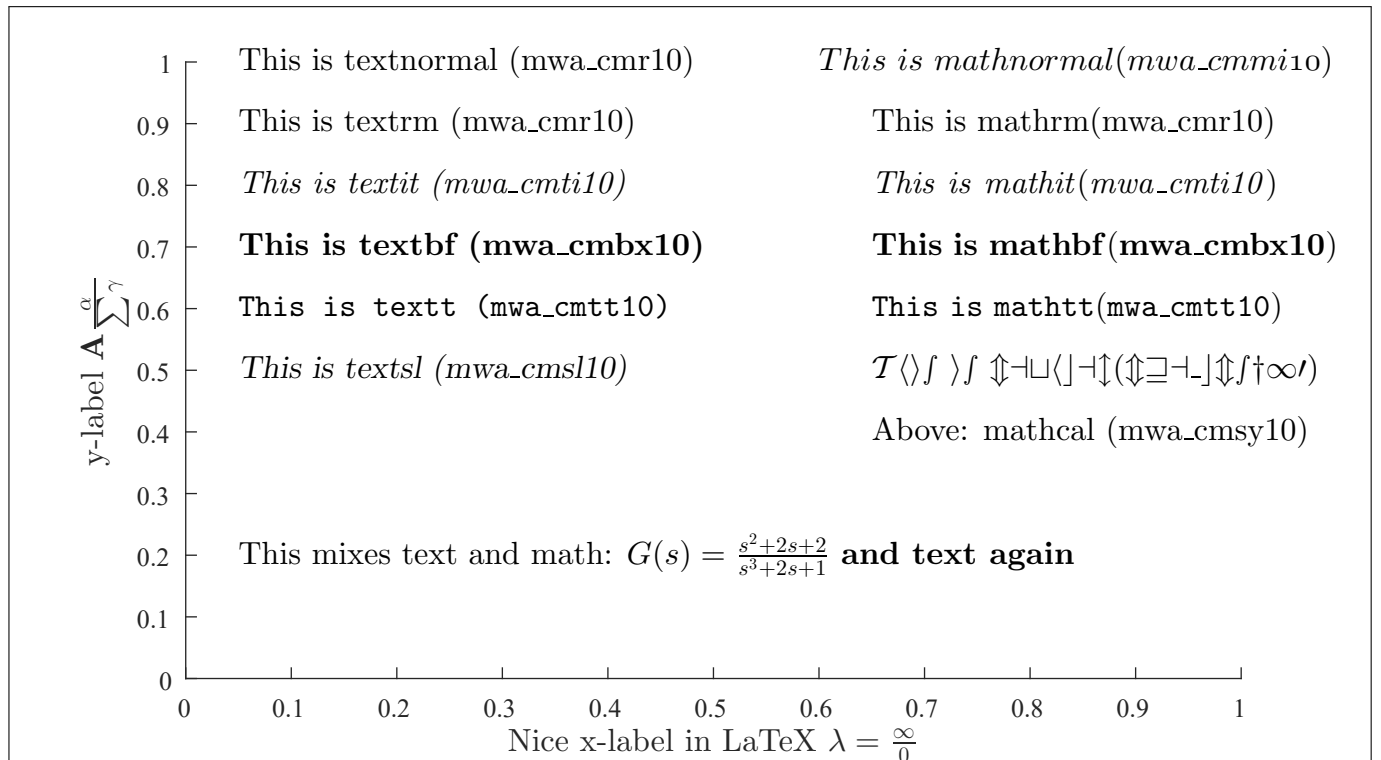 1 This is textnormal (mwa_cmr10) This is mathnormal(mwa_cmmi10)
0.9 This is textrm (mwa_cmr10) This is mathrm(mwa_cmr10)
0.8 This is textit (mwa_cmti10) This is mathit(mwa_cmti10)
0.7 This is textbf (mwa_cmbx10) This is mathbf(mwa_cmbx10)
0.6 This is textt (mwa_cmtt10) This is mathtt(mwa_cmtt10)
0.5 This is textsl (mwa_cmsl10) 𝒯⟨⟩∫ ⟩∫ ⇕⊣⊔⟨⌋⊣↕(⇕⊒⊣_⌋⇕∫†∞′)
0.4 Above: mathcal (mwa_cmsy10)
0.3
0.2 This mixes text and math: G(s) = \frac{s^2+2s+2}{s^3+2s+1} and text again
0.1
0
y-label A \frac{α}{∑^γ}
0 0.1 0.2 0.3 0.4 0.5 0.6 0.7 0.8 0.9 1
Nice x-label in LaTeX λ = \frac{∞}{0}